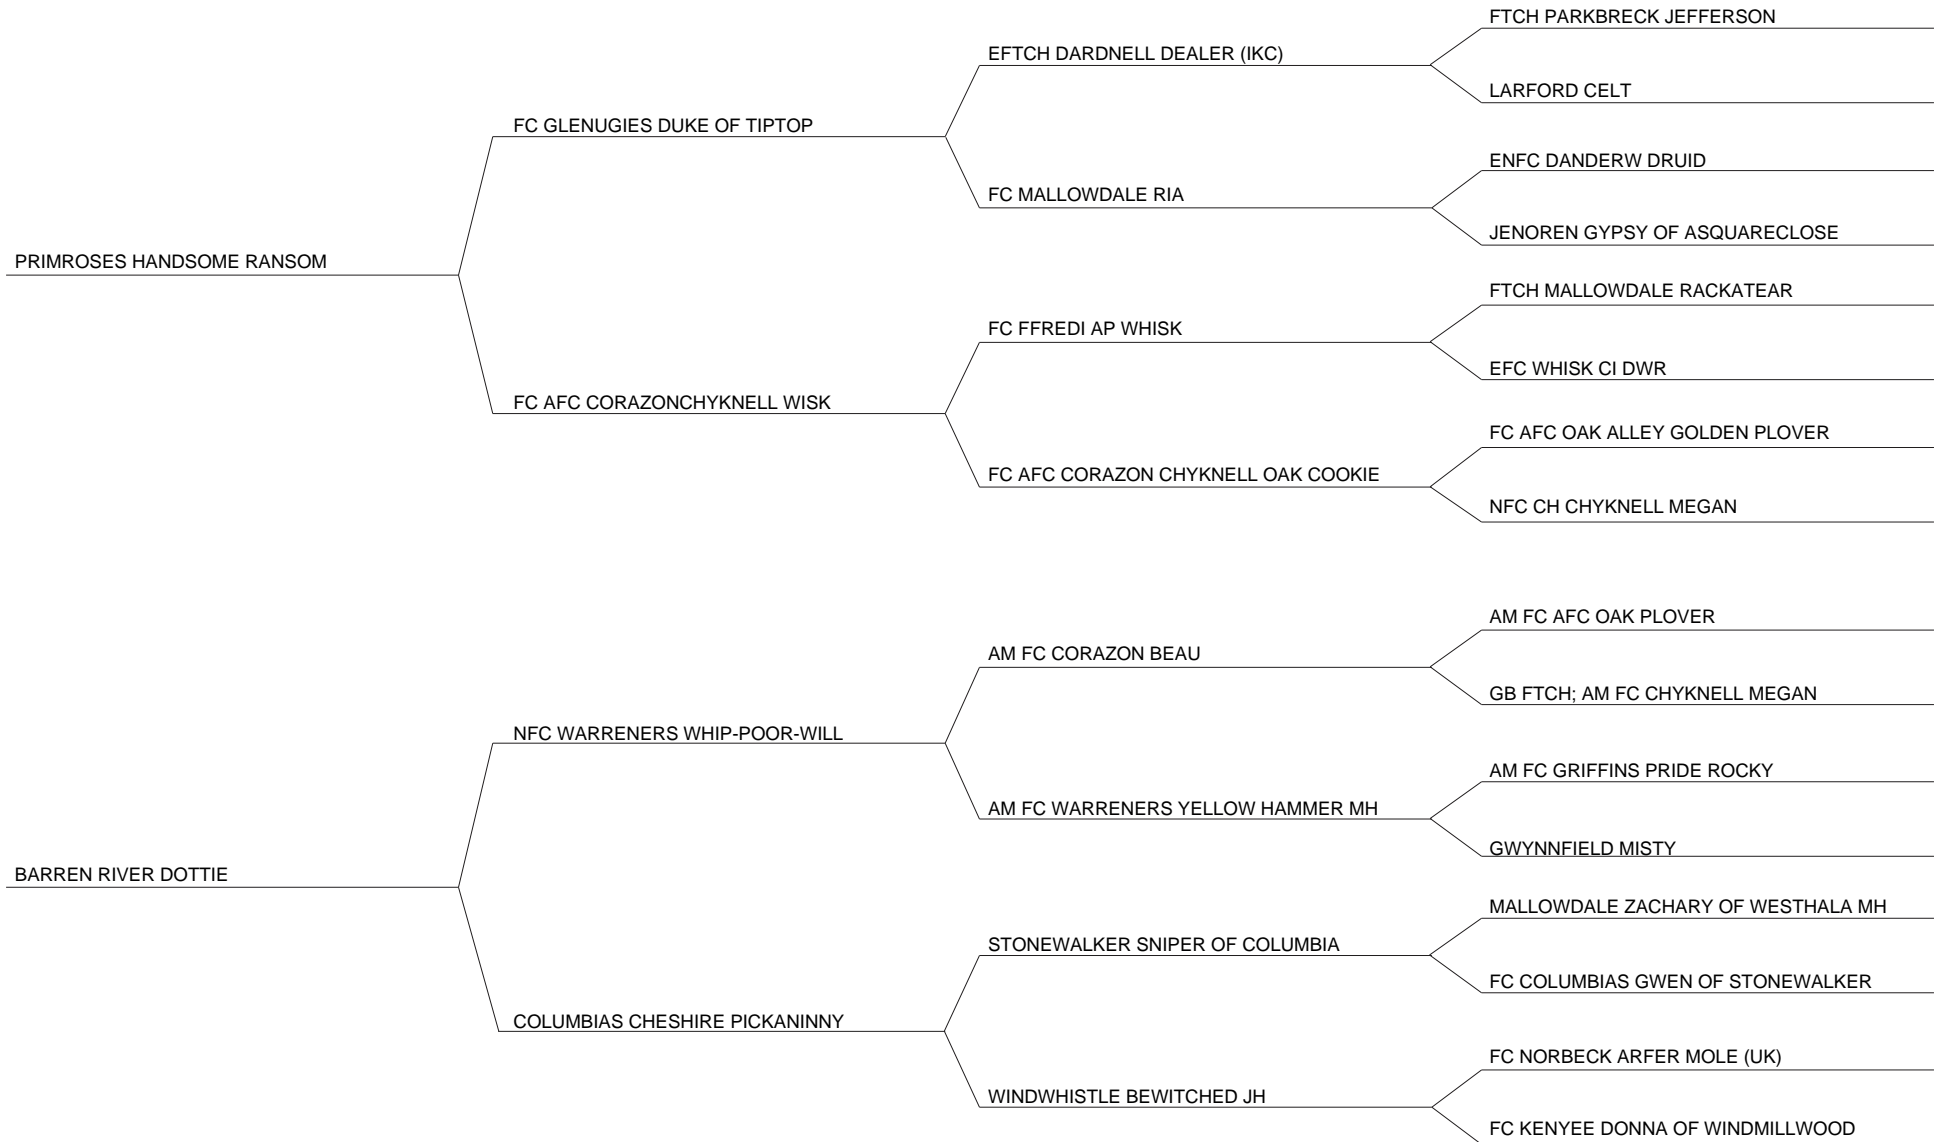 FTCH PARKBRECK JEFFERSON
EFTCH DARDNELL DEALER (IKC)
LARFORD CELT
FC GLENUGIES DUKE OF TIPTOP
ENFC DANDERW DRUID
FC MALLOWDALE RIA
JENOREN GYPSY OF ASQUARECLOSE
PRIMROSES HANDSOME RANSOM
FTCH MALLOWDALE RACKATEAR
FC FFREDI AP WHISK
EFC WHISK CI DWR
FC AFC CORAZONCHYKNELL WISK
FC AFC OAK ALLEY GOLDEN PLOVER
FC AFC CORAZON CHYKNELL OAK COOKIE
NFC CH CHYKNELL MEGAN
AM FC AFC OAK PLOVER
AM FC CORAZON BEAU
GB FTCH; AM FC CHYKNELL MEGAN
NFC WARRENERS WHIP-POOR-WILL
AM FC GRIFFINS PRIDE ROCKY
AM FC WARRENERS YELLOW HAMMER MH
GWYNNFIELD MISTY
BARREN RIVER DOTTIE
MALLOWDALE ZACHARY OF WESTHALA MH
STONEWALKER SNIPER OF COLUMBIA
FC COLUMBIAS GWEN OF STONEWALKER
COLUMBIAS CHESHIRE PICKANINNY
FC NORBECK ARFER MOLE (UK)
WINDWHISTLE BEWITCHED JH
FC KENYEE DONNA OF WINDMILLWOOD